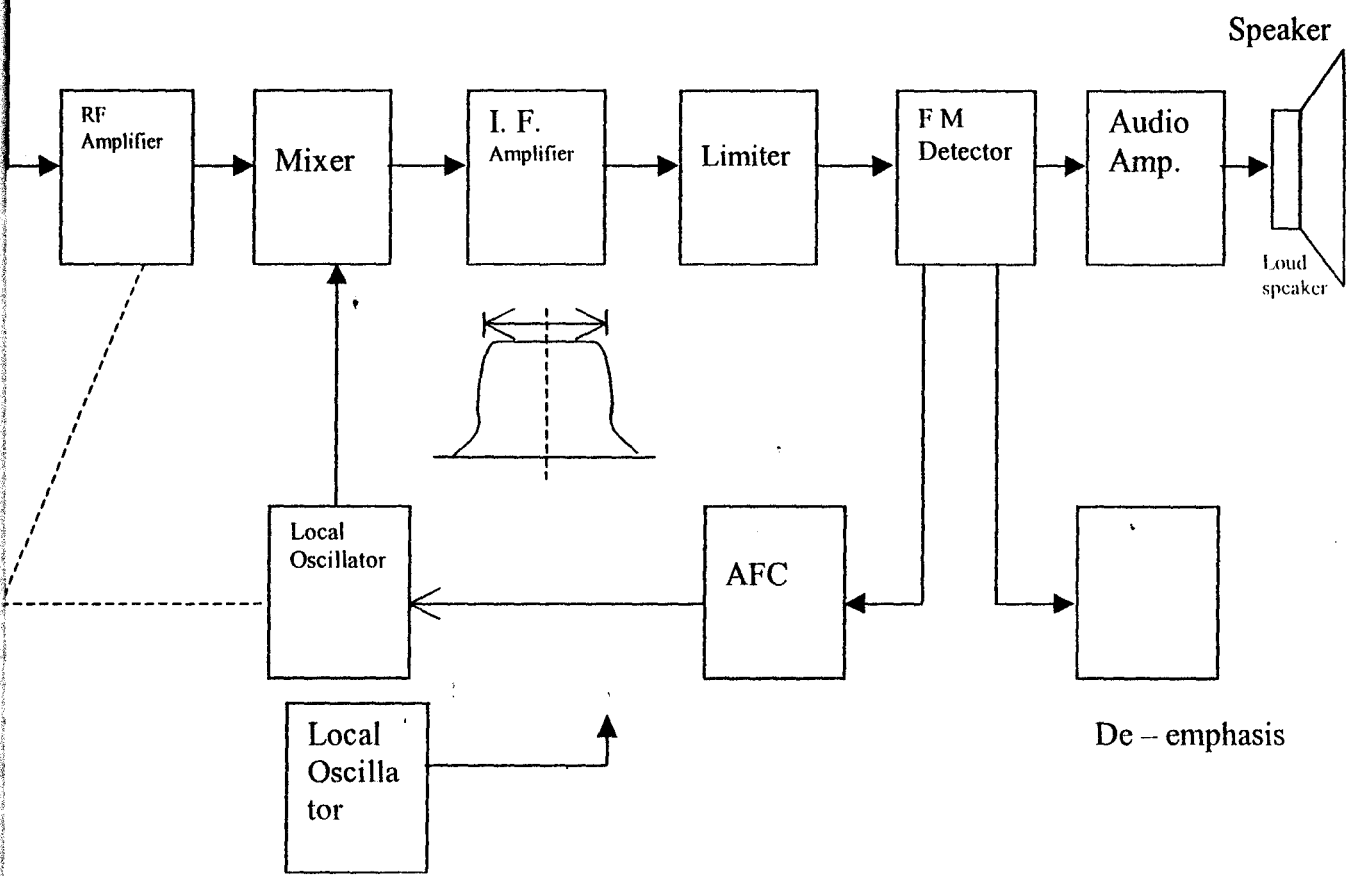 Speaker
RF
Amplifier
Mixer
I. F.
Amplifier
Limiter
F M
Detector
Audio
Amp.
Loud
speaker
Local
Oscillator
AFC
De – emphasis
Local
Oscilla
tor